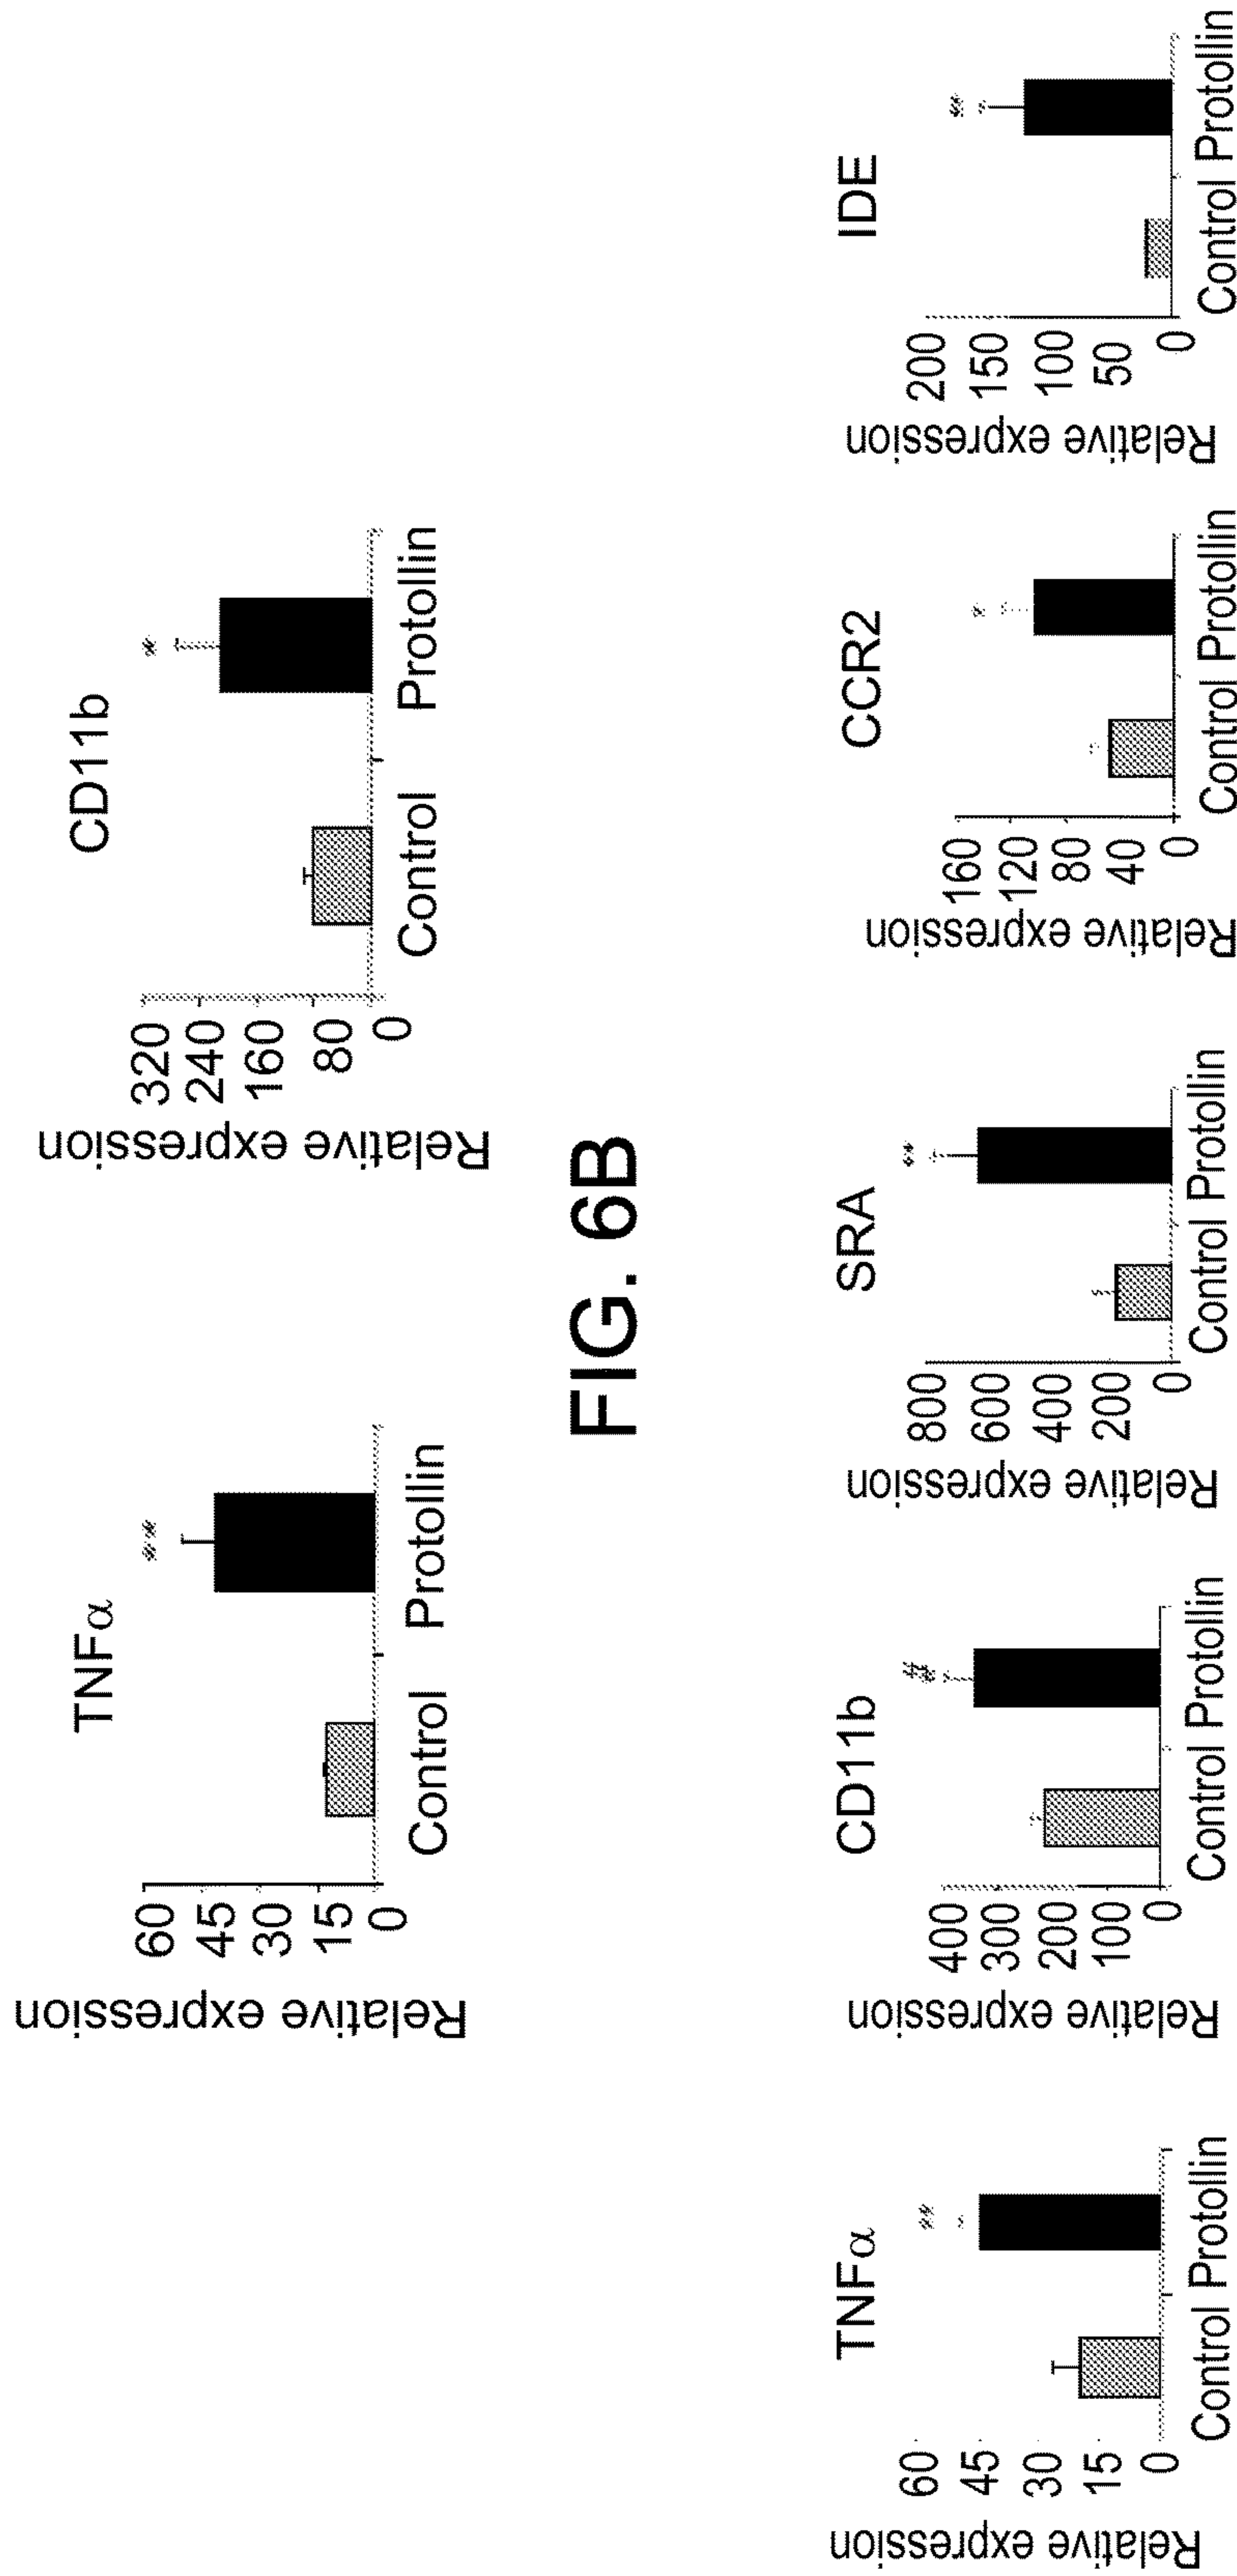 TNFα
Relative expression
60
45
30
15
0
Control
Protollin
**
CD11b
Relative expression
320
240
160
80
0
Control
Protollin
*
FIG. 6B
TNFα
Relative expression
60
45
30
15
0
Control Protollin
**
CD11b
Relative expression
400
300
200
100
0
Control Protollin
#
SRA
Relative expression
800
600
400
200
0
Control Protollin
**
CCR2
Relative expression
160
120
80
40
0
Control Protollin
*
IDE
Relative expression
200
150
100
50
0
Control Protollin
**